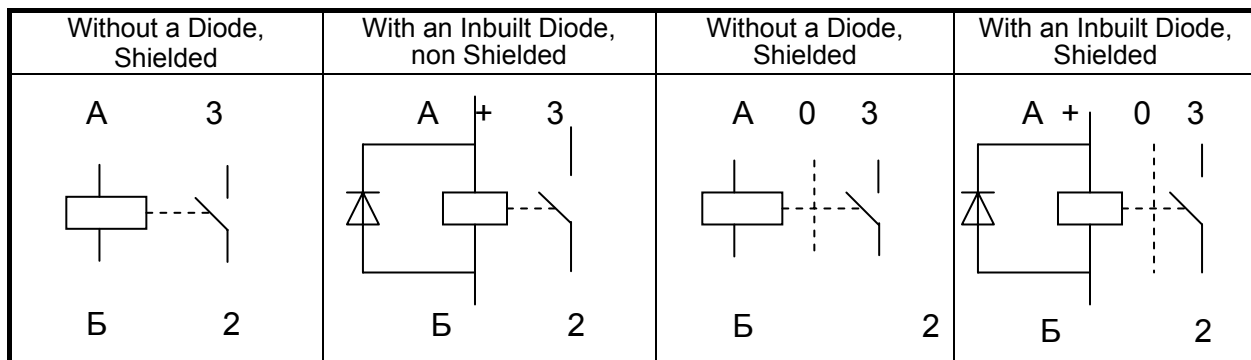 Without a Diode,
Shielded
With an Inbuilt Diode,
non Shielded
Without a Diode,
Shielded
With an Inbuilt Diode,
Shielded
А 3
А + 3
А 0 3
А + 0 3
Б 2
Б 2
Б 2
Б 2